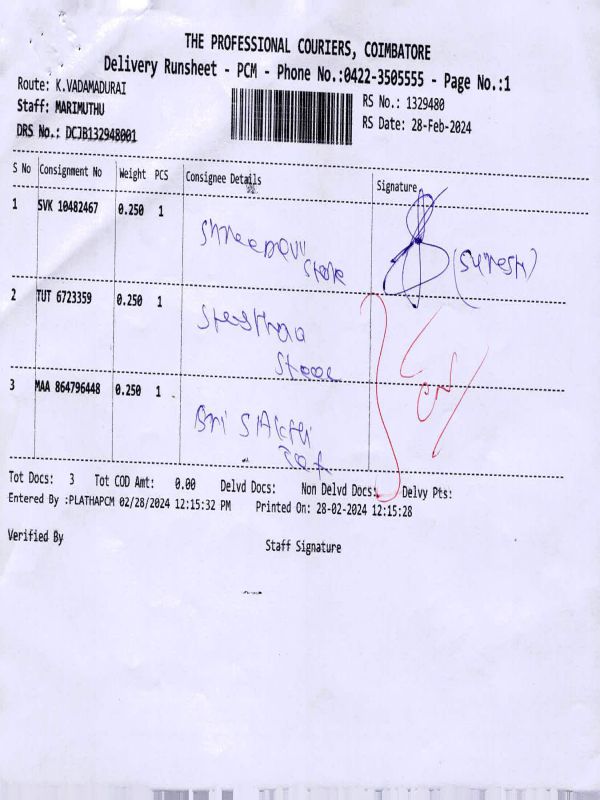 THE PROFESSIONAL COURIERS, COIMBATORE
Delivery Runsheet - PCM - Phone No.:0422-3505555 - Page No.:1
Route: K.VADAMADURAI
RS No.: 1329480
Staff: MARIMUTHU
RS Date: 28-Feb-2024
DRS No.: DCJB132948001
S No Consignment No Weight PCS Consignee Details Signature
1 SVK 10482467 0.250 1
Store
(SURESH)
2 TUT 6723359 0.250 1
3 MAA 864796448 0.250 1
Sri SAkthi
Tot Docs: 3 Tot COD Amt: 0.00 Delvd Docs: Non Delvd Docs: Delvy Pts:
Entered By :PLATHAPCM 02/28/2024 12:15:32 PM Printed On: 28-02-2024 12:15:28
Verified By Staff Signature